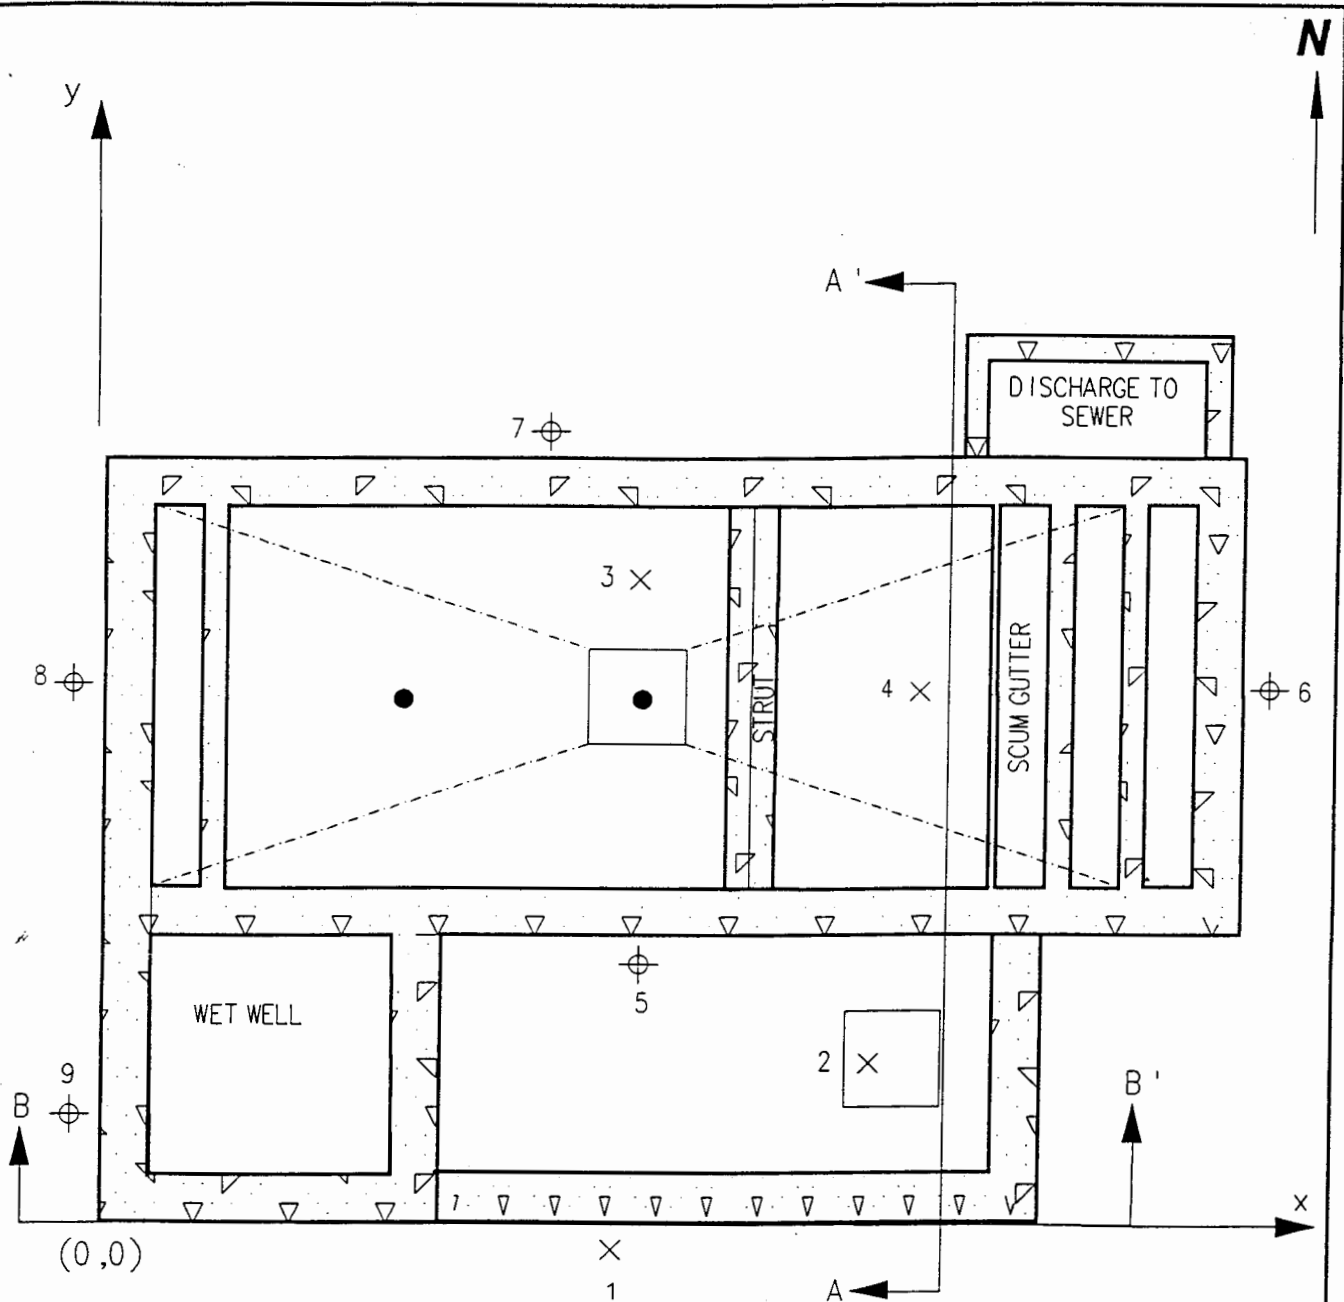 N
y
A '
DISCHARGE TO
SEWER
7
3
8
4
6
STRUT
SCUM GUTTER
5
WET WELL
2
9
B
B '
x
(0,0)
1
A